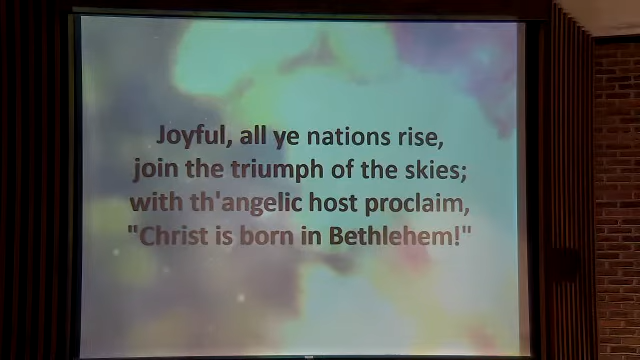 Joyful, all ye nations rise,
join the triumph of the skies;
with th'angelic host proclaim,
"Christ is born in Bethlehem!"